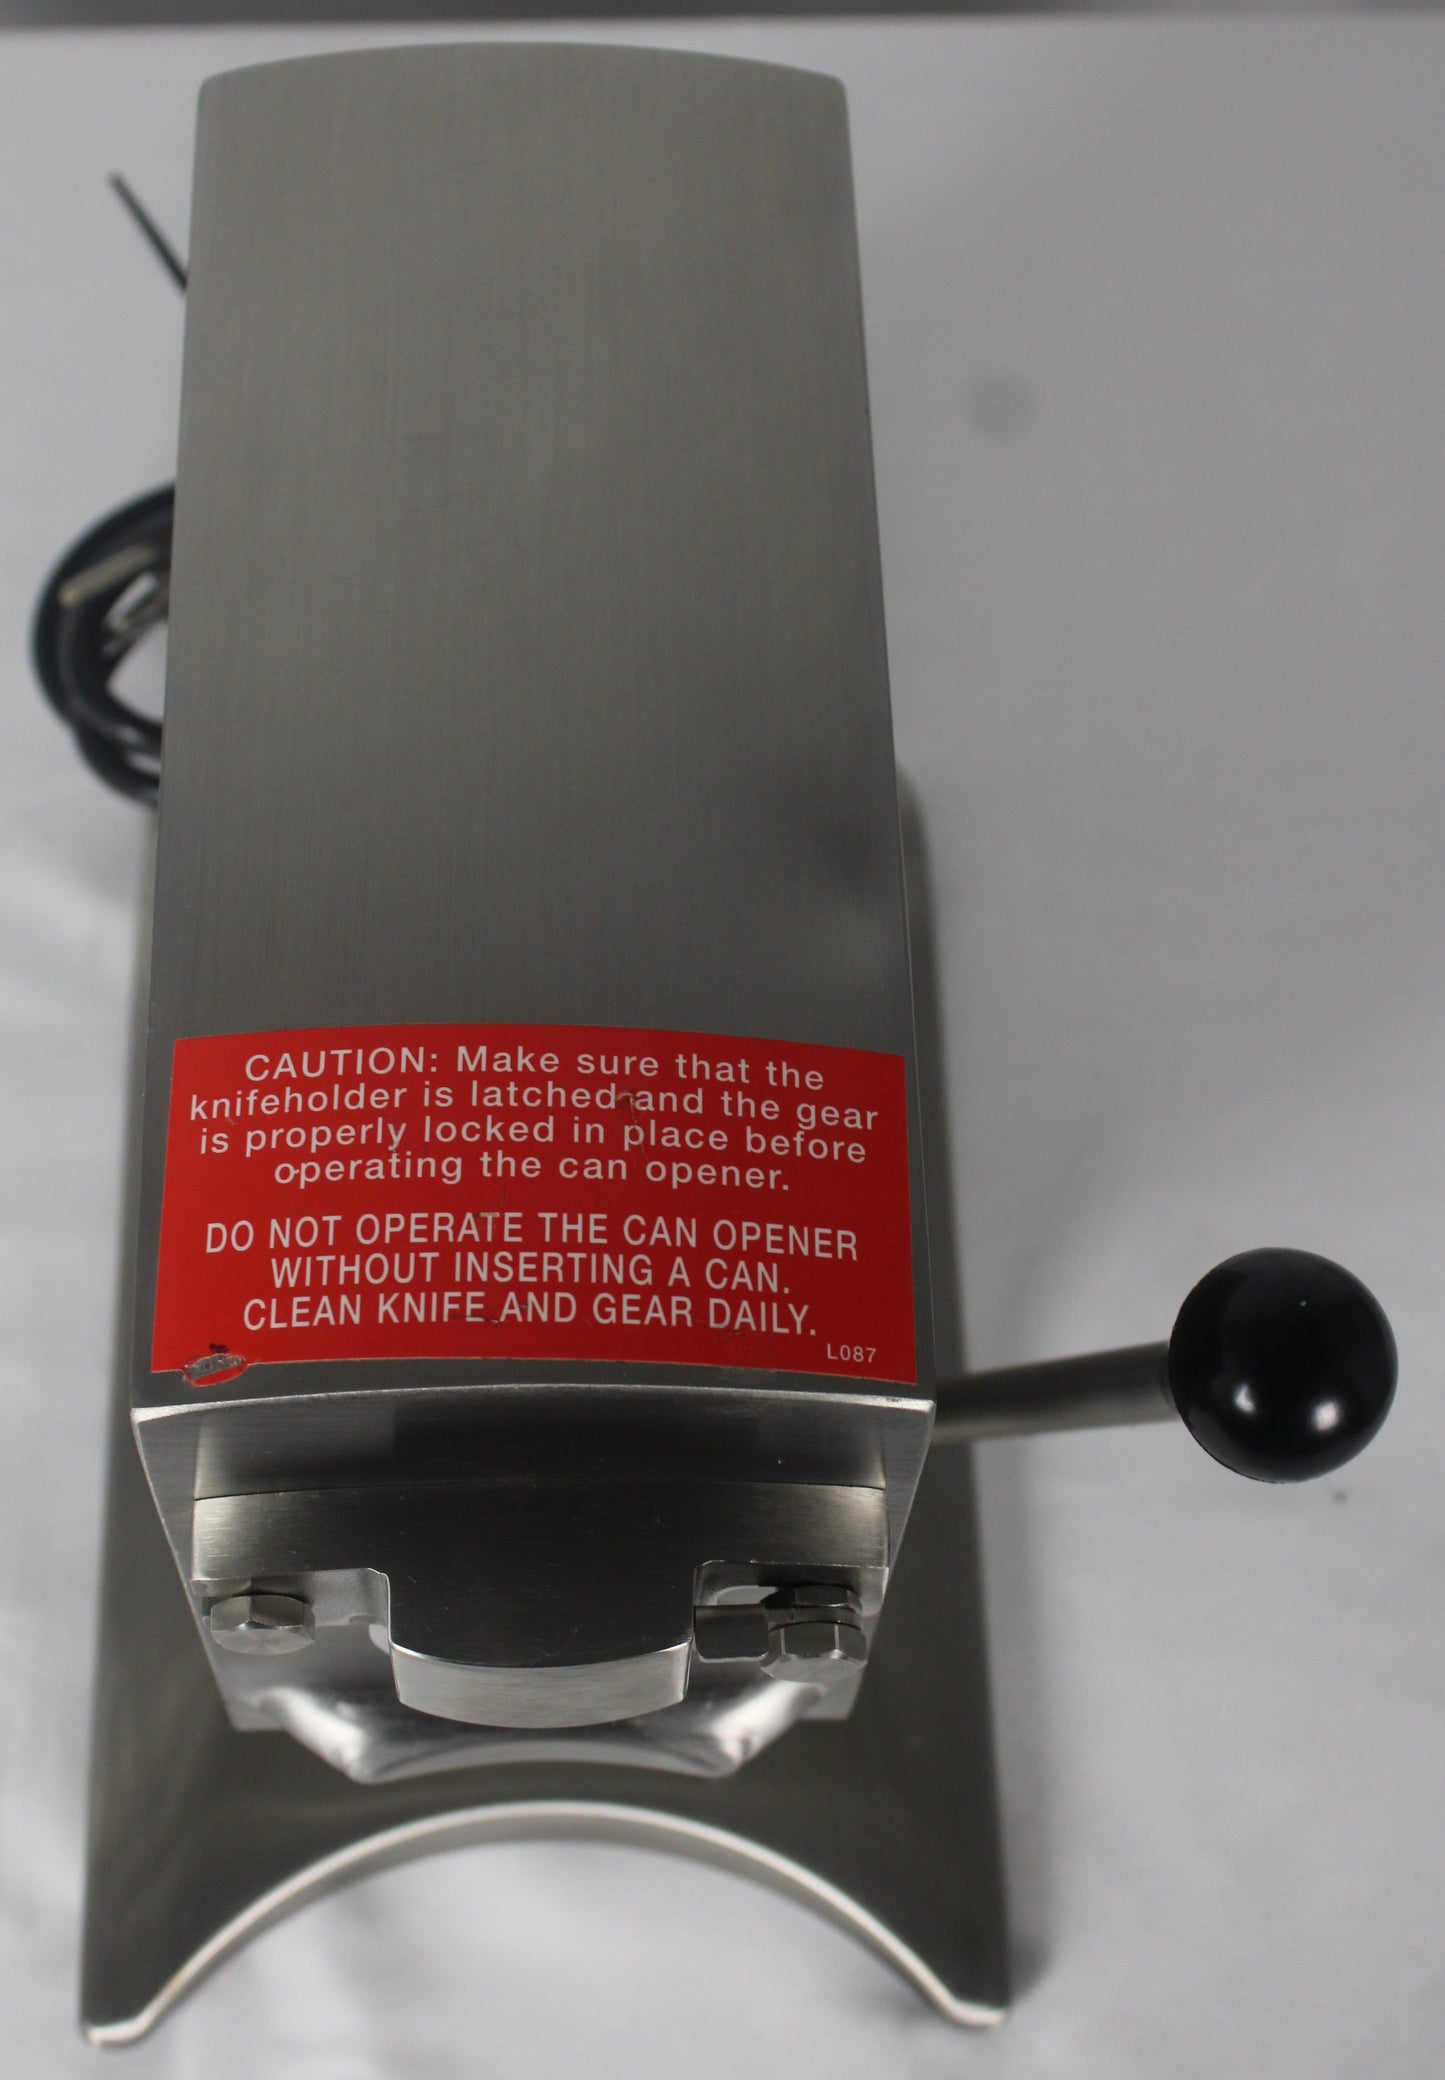 CAUTION: Make sure that the
knifeholder is latched and the gear
is properly locked in place before
operating the can opener.
DO NOT OPERATE THE CAN OPENER
WITHOUT INSERTING A CAN.
CLEAN KNIFE AND GEAR DAILY.
L087